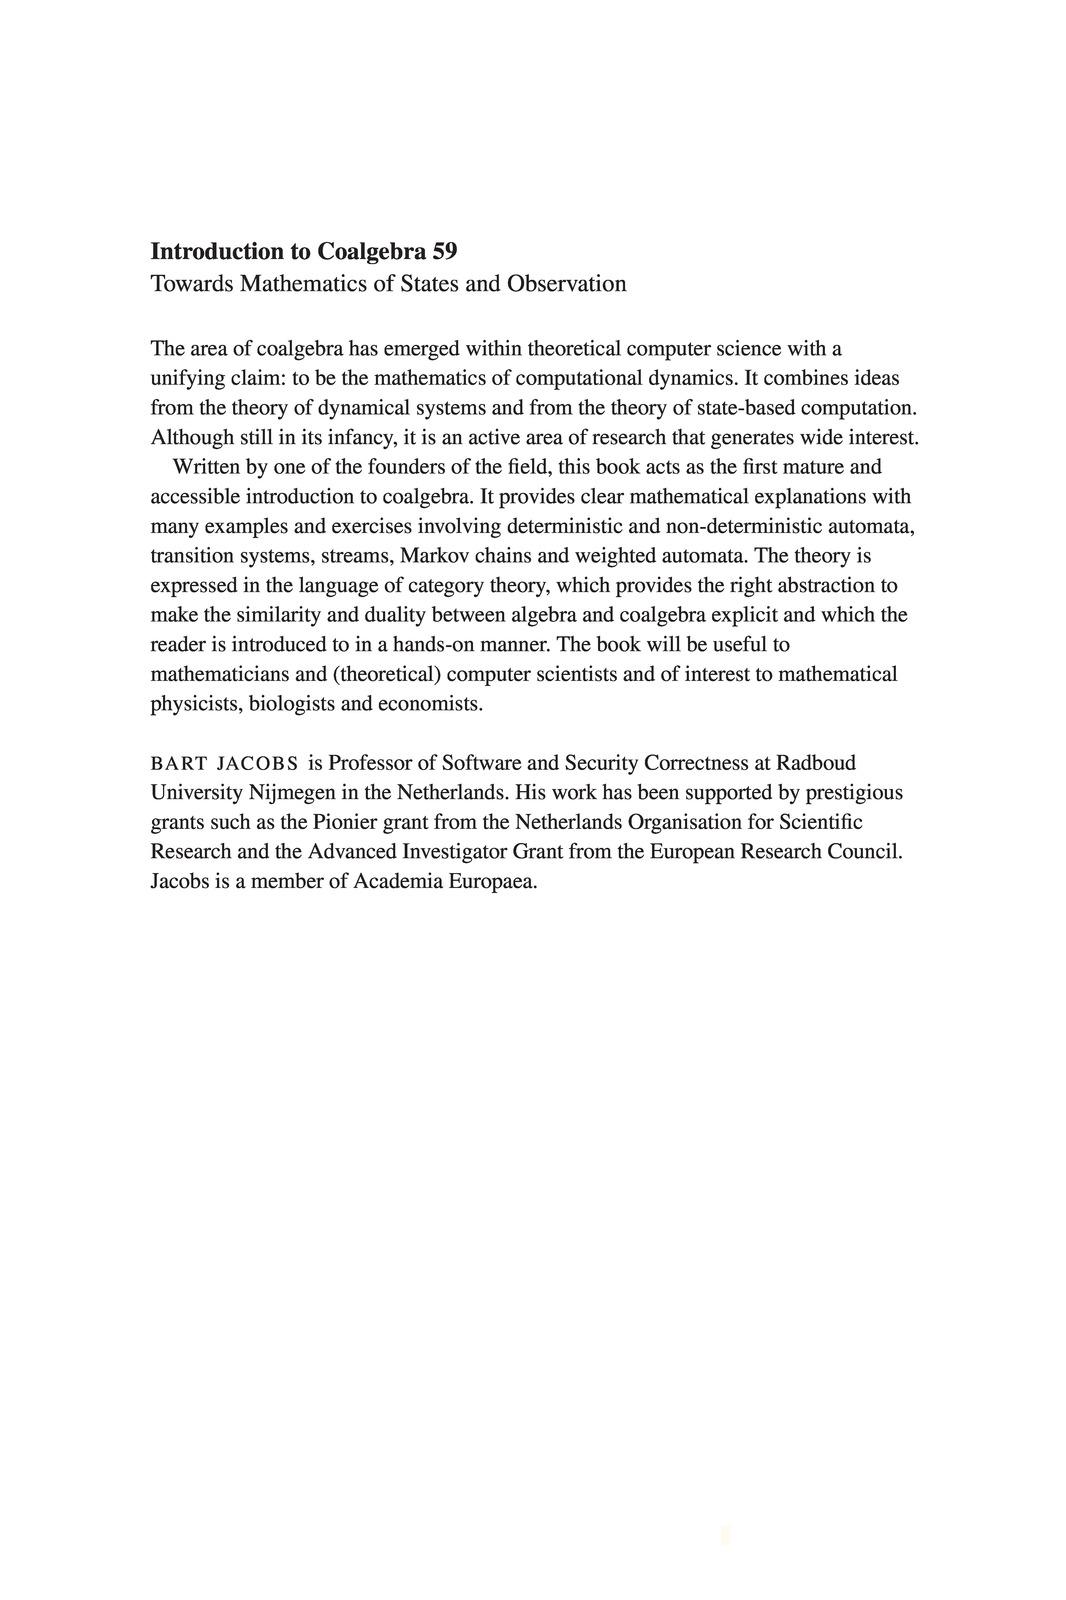 Introduction to Coalgebra 59
Towards Mathematics of States and Observation
The area of coalgebra has emerged within theoretical computer science with a
unifying claim: to be the mathematics of computational dynamics. It combines ideas
from the theory of dynamical systems and from the theory of state-based computation.
Although still in its infancy, it is an active area of research that generates wide interest.
Written by one of the founders of the field, this book acts as the first mature and
accessible introduction to coalgebra. It provides clear mathematical explanations with
many examples and exercises involving deterministic and non-deterministic automata,
transition systems, streams, Markov chains and weighted automata. The theory is
expressed in the language of category theory, which provides the right abstraction to
make the similarity and duality between algebra and coalgebra explicit and which the
reader is introduced to in a hands-on manner. The book will be useful to
mathematicians and (theoretical) computer scientists and of interest to mathematical
physicists, biologists and economists.
BART JACOBS is Professor of Software and Security Correctness at Radboud
University Nijmegen in the Netherlands. His work has been supported by prestigious
grants such as the Pionier grant from the Netherlands Organisation for Scientific
Research and the Advanced Investigator Grant from the European Research Council.
Jacobs is a member of Academia Europaea.